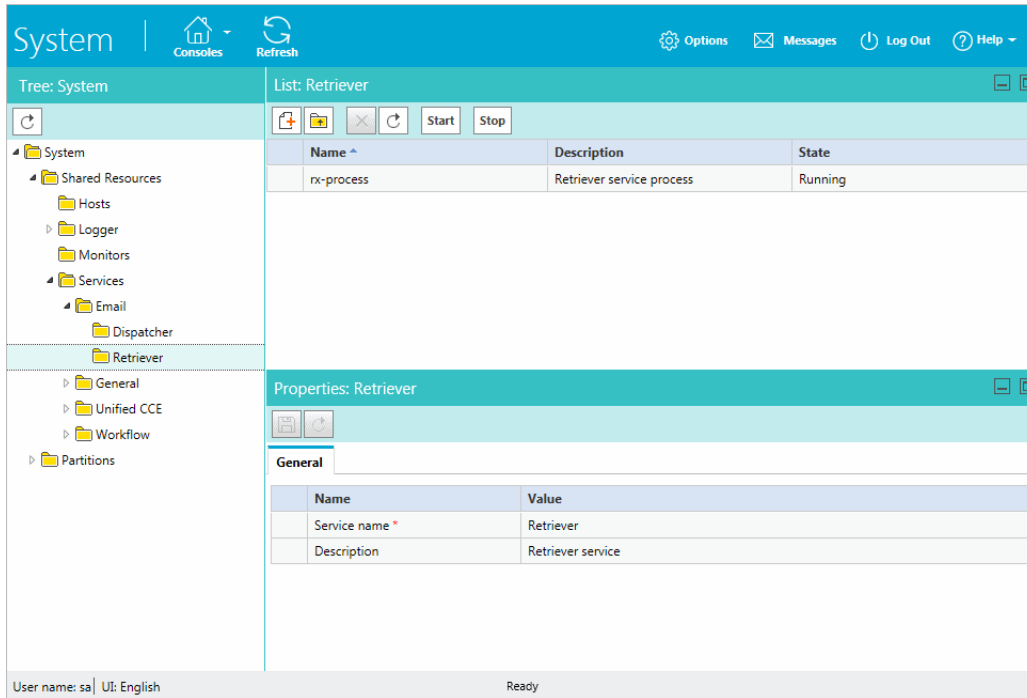 System
Consoles
Refresh
Options
Messages
Log Out
Help
Tree: System
System
Shared Resources
Hosts
Logger
Monitors
Services
Email
Dispatcher
Retriever
General
Unified CCE
Workflow
Partitions
List: Retriever
Start Stop
Name Description State
rx-process Retriever service process Running
Properties: Retriever
General
Name Value
Service name * Retriever
Description Retriever service
User name: sa UI: English Ready